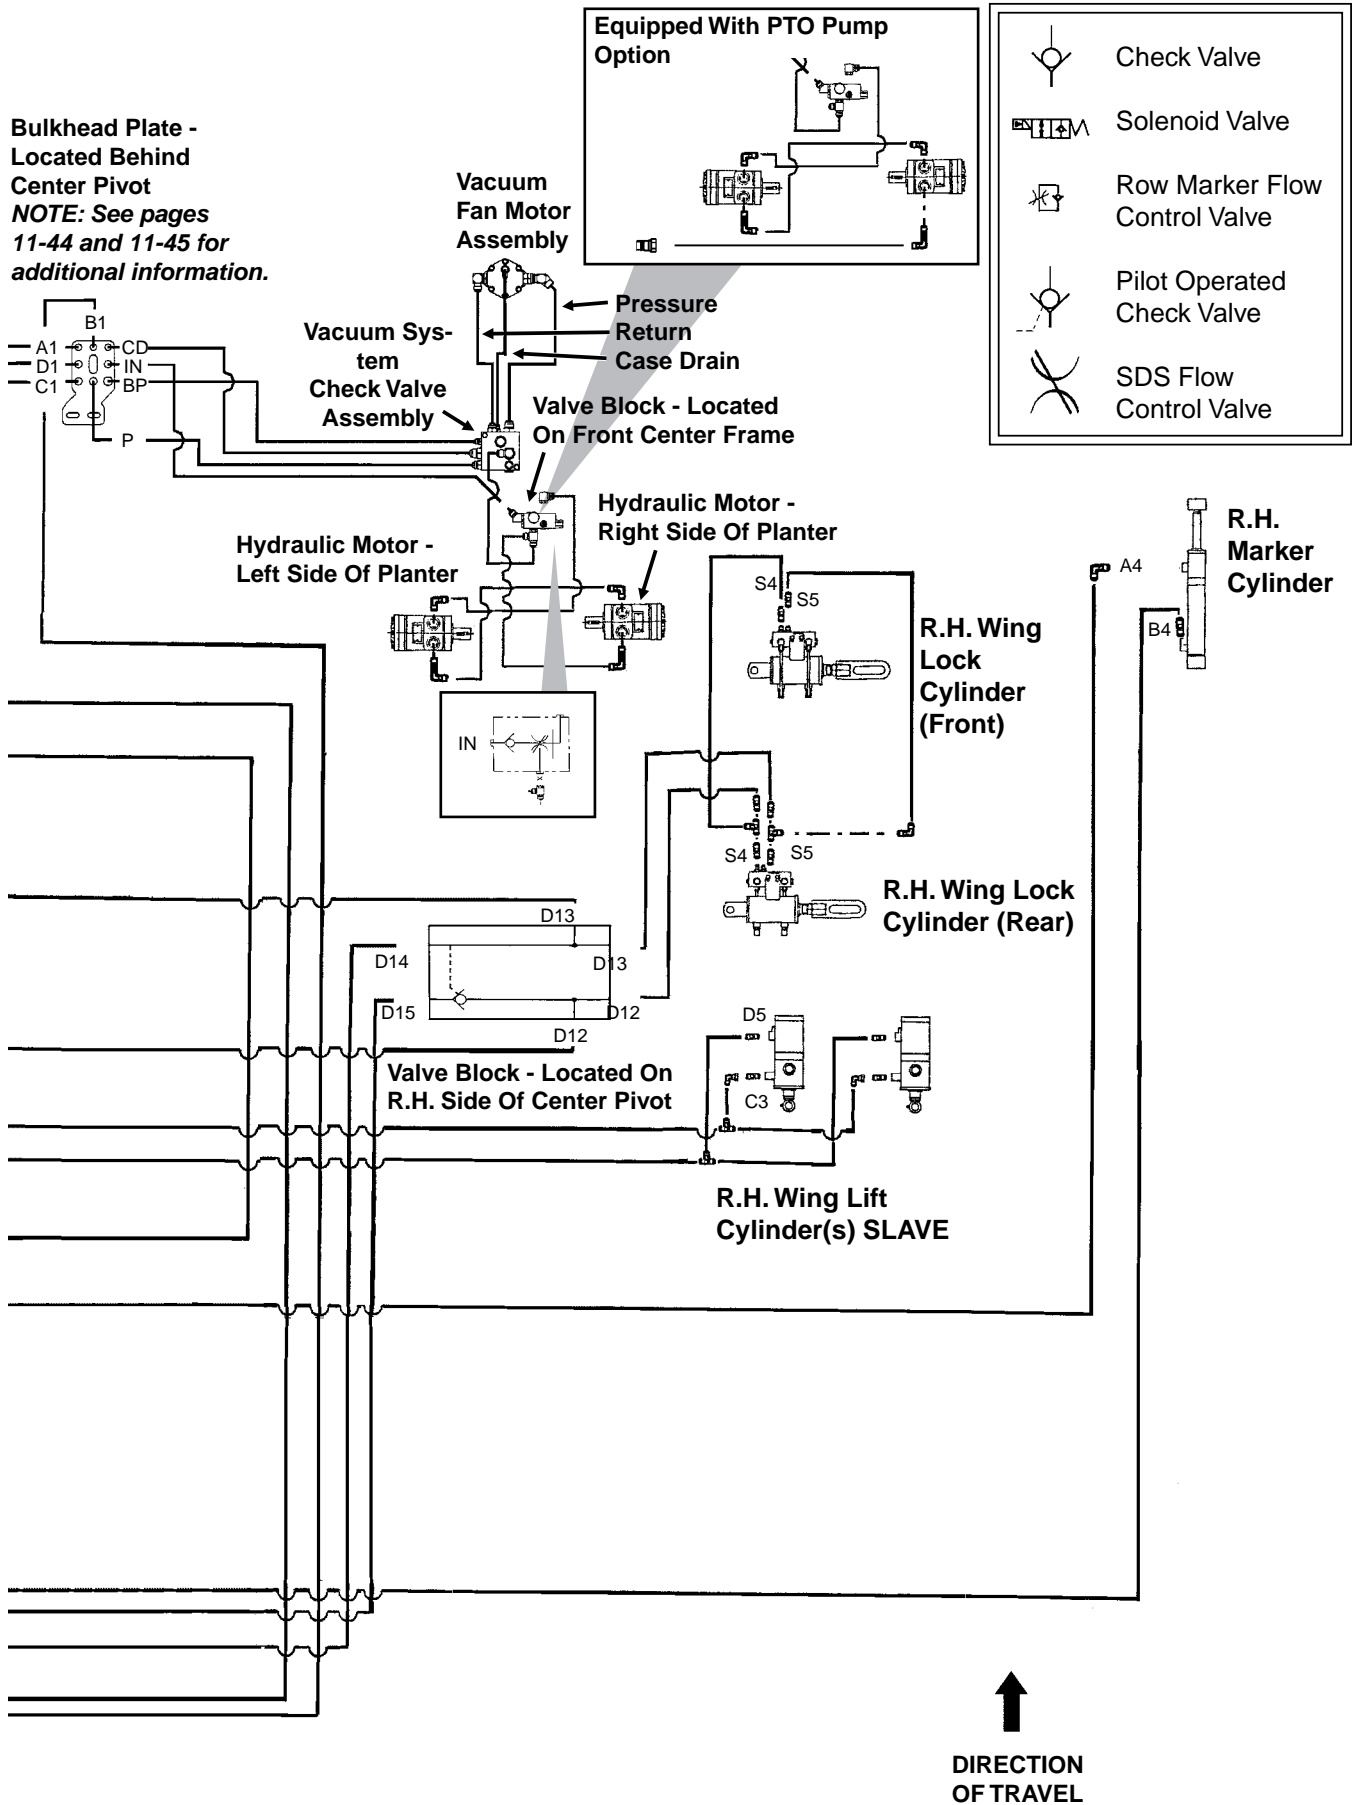 Equipped With PTO Pump
Option
Check Valve
Solenoid Valve
Row Marker Flow
Control Valve
Pilot Operated
Check Valve
SDS Flow
Control Valve
Bulkhead Plate -
Located Behind
Center Pivot
NOTE: See pages
11-44 and 11-45 for
additional information.
Vacuum
Fan Motor
Assembly
Pressure
Return
Case Drain
B1
A1
CD
D1
IN
C1
BP
P
Vacuum Sys-
tem
Check Valve
Assembly
Valve Block - Located
On Front Center Frame
Hydraulic Motor -
Left Side Of Planter
Hydraulic Motor -
Right Side Of Planter
IN
S4
S5
R.H. Wing
Lock
Cylinder
(Front)
A4
B4
R.H.
Marker
Cylinder
S4
S5
R.H. Wing Lock
Cylinder (Rear)
D13
D14
D13
D15
D12
D12
Valve Block - Located On
R.H. Side Of Center Pivot
D5
C3
R.H. Wing Lift
Cylinder(s) SLAVE
DIRECTION
OF TRAVEL